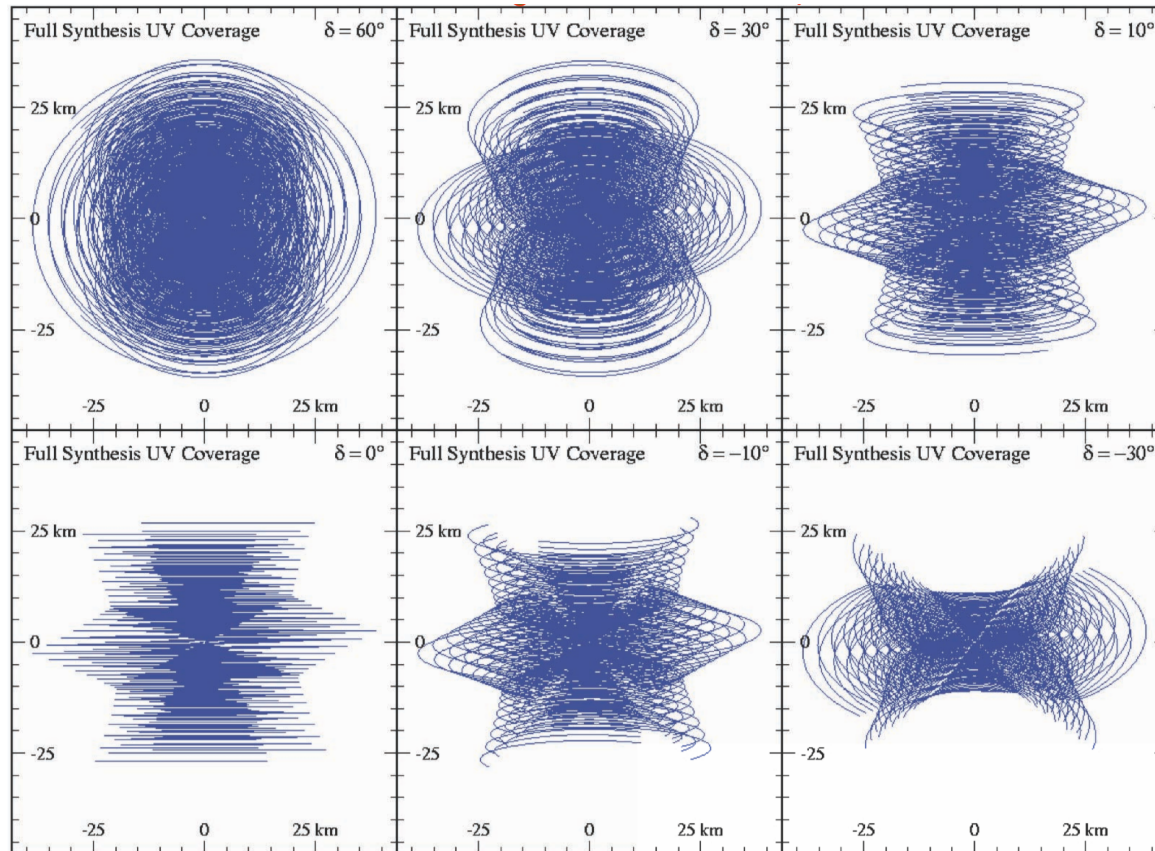 Full Synthesis UV Coverage δ = 60°
25 km
0
-25
-25 0 25 km
Full Synthesis UV Coverage δ = 30°
25 km
0
-25
-25 0 25 km
Full Synthesis UV Coverage δ = 10°
25 km
0
-25
-25 0 25 km
Full Synthesis UV Coverage δ = 0°
25 km
0
-25
-25 0 25 km
Full Synthesis UV Coverage δ = −10°
25 km
0
-25
-25 0 25 km
Full Synthesis UV Coverage δ = −30°
25 km
0
-25
-25 0 25 km